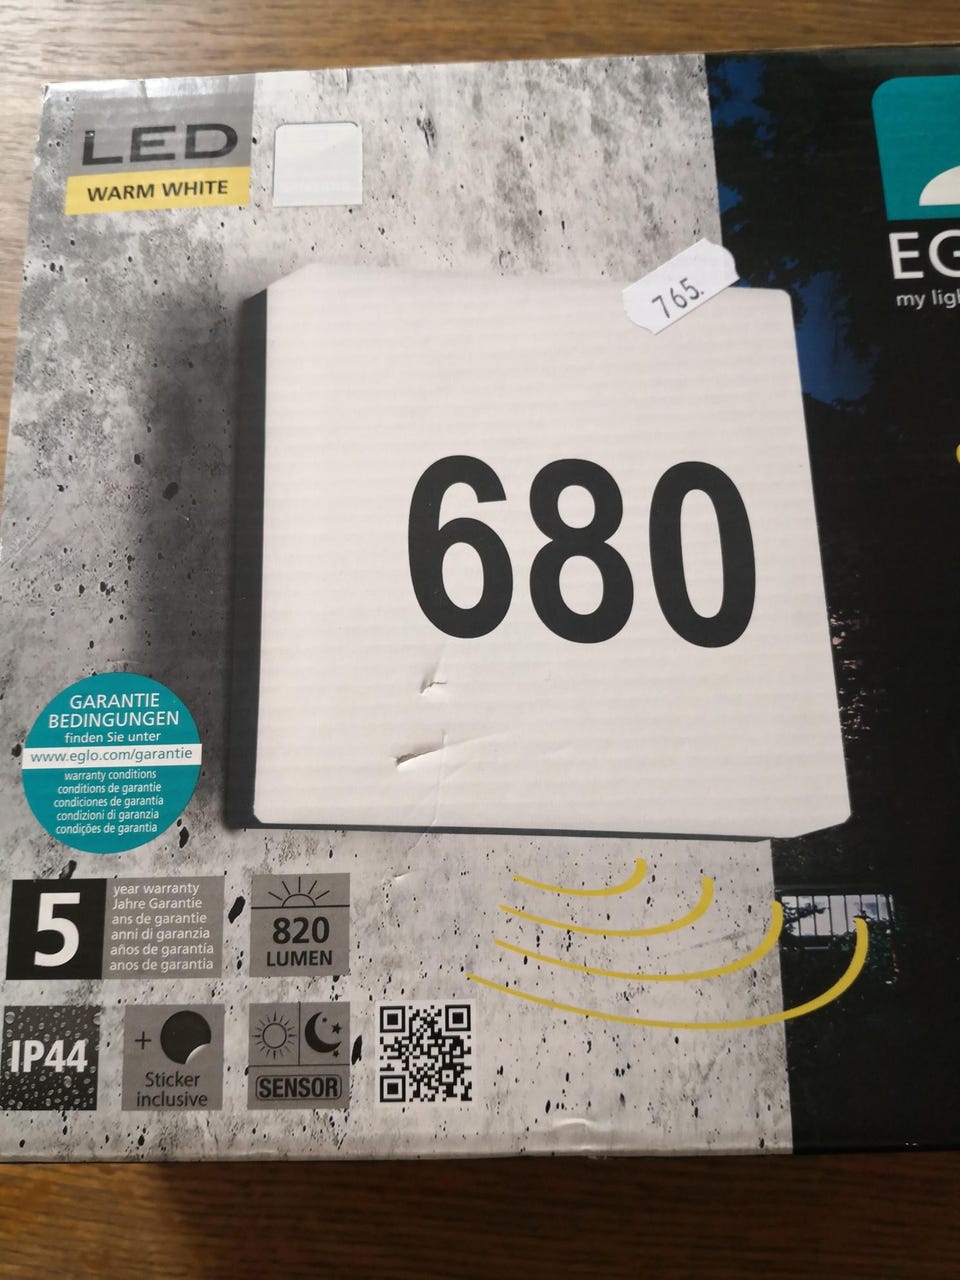 LED
WARM WHITE
EG
my ligh
765.
680
GARANTIE
BEDINGUNGEN
finden Sie unter
www.eglo.com/garantie
warranty conditions
conditions de garantie
condiciones de garantía
condizioni di garanzia
condições de garantia
5
year warranty
Jahre Garantie
ans de garantie
anni di garanzia
años de garantía
anos de garantia
820
LUMEN
IP44
+
Sticker
inclusive
SENSOR